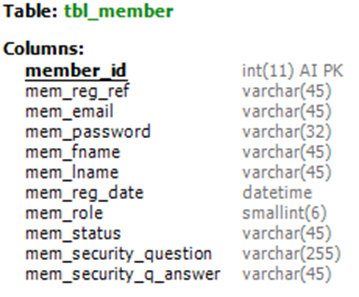 Table: tbl_member
Columns:
member_id int(11) AI PK
mem_reg_ref varchar(45)
mem_email varchar(45)
mem_password varchar(32)
mem_fname varchar(45)
mem_lname varchar(45)
mem_reg_date datetime
mem_role smallint(6)
mem_status varchar(45)
mem_security_question varchar(255)
mem_security_q_answer varchar(45)